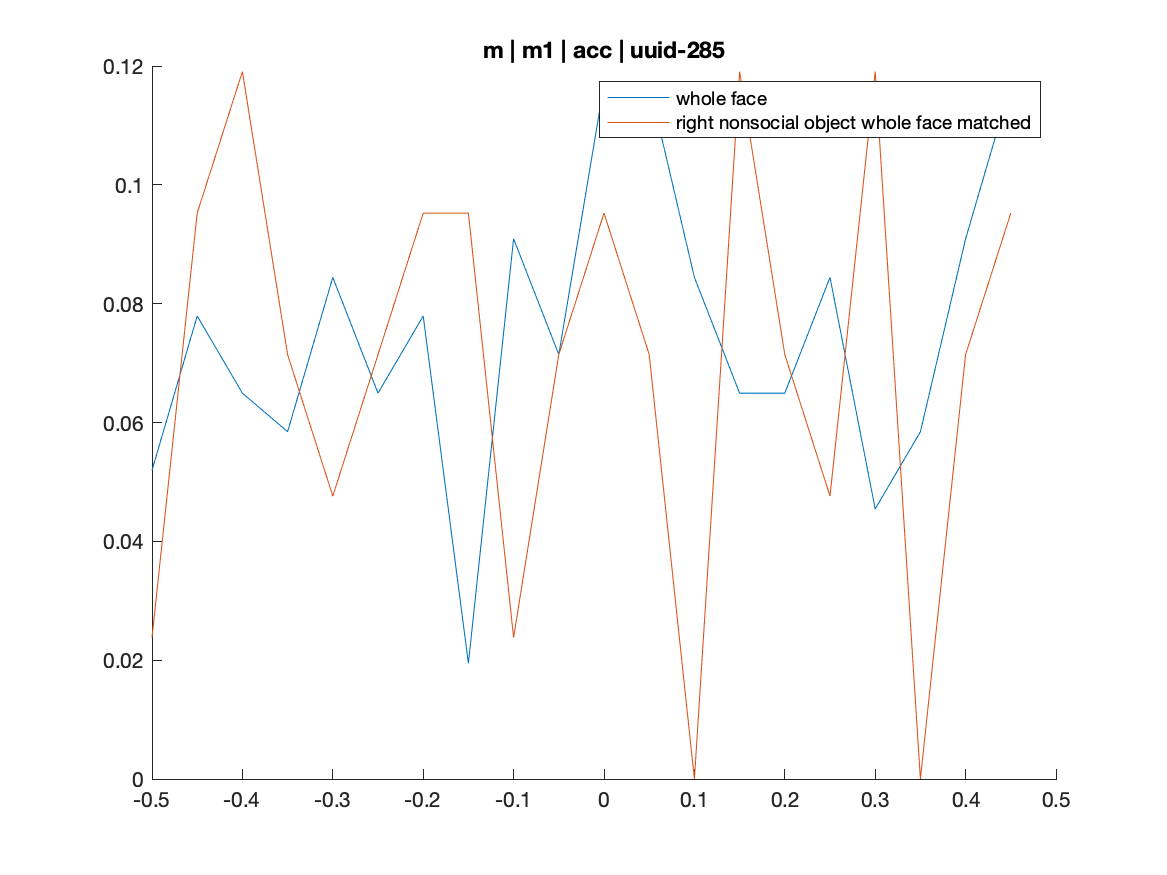 m | m1 | acc | uuid-285
0.12
whole face
right nonsocial object whole face matched
0.1
0.08
0.06
0.04
0.02
0
-0.5 -0.4 -0.3 -0.2 -0.1 0 0.1 0.2 0.3 0.4 0.5